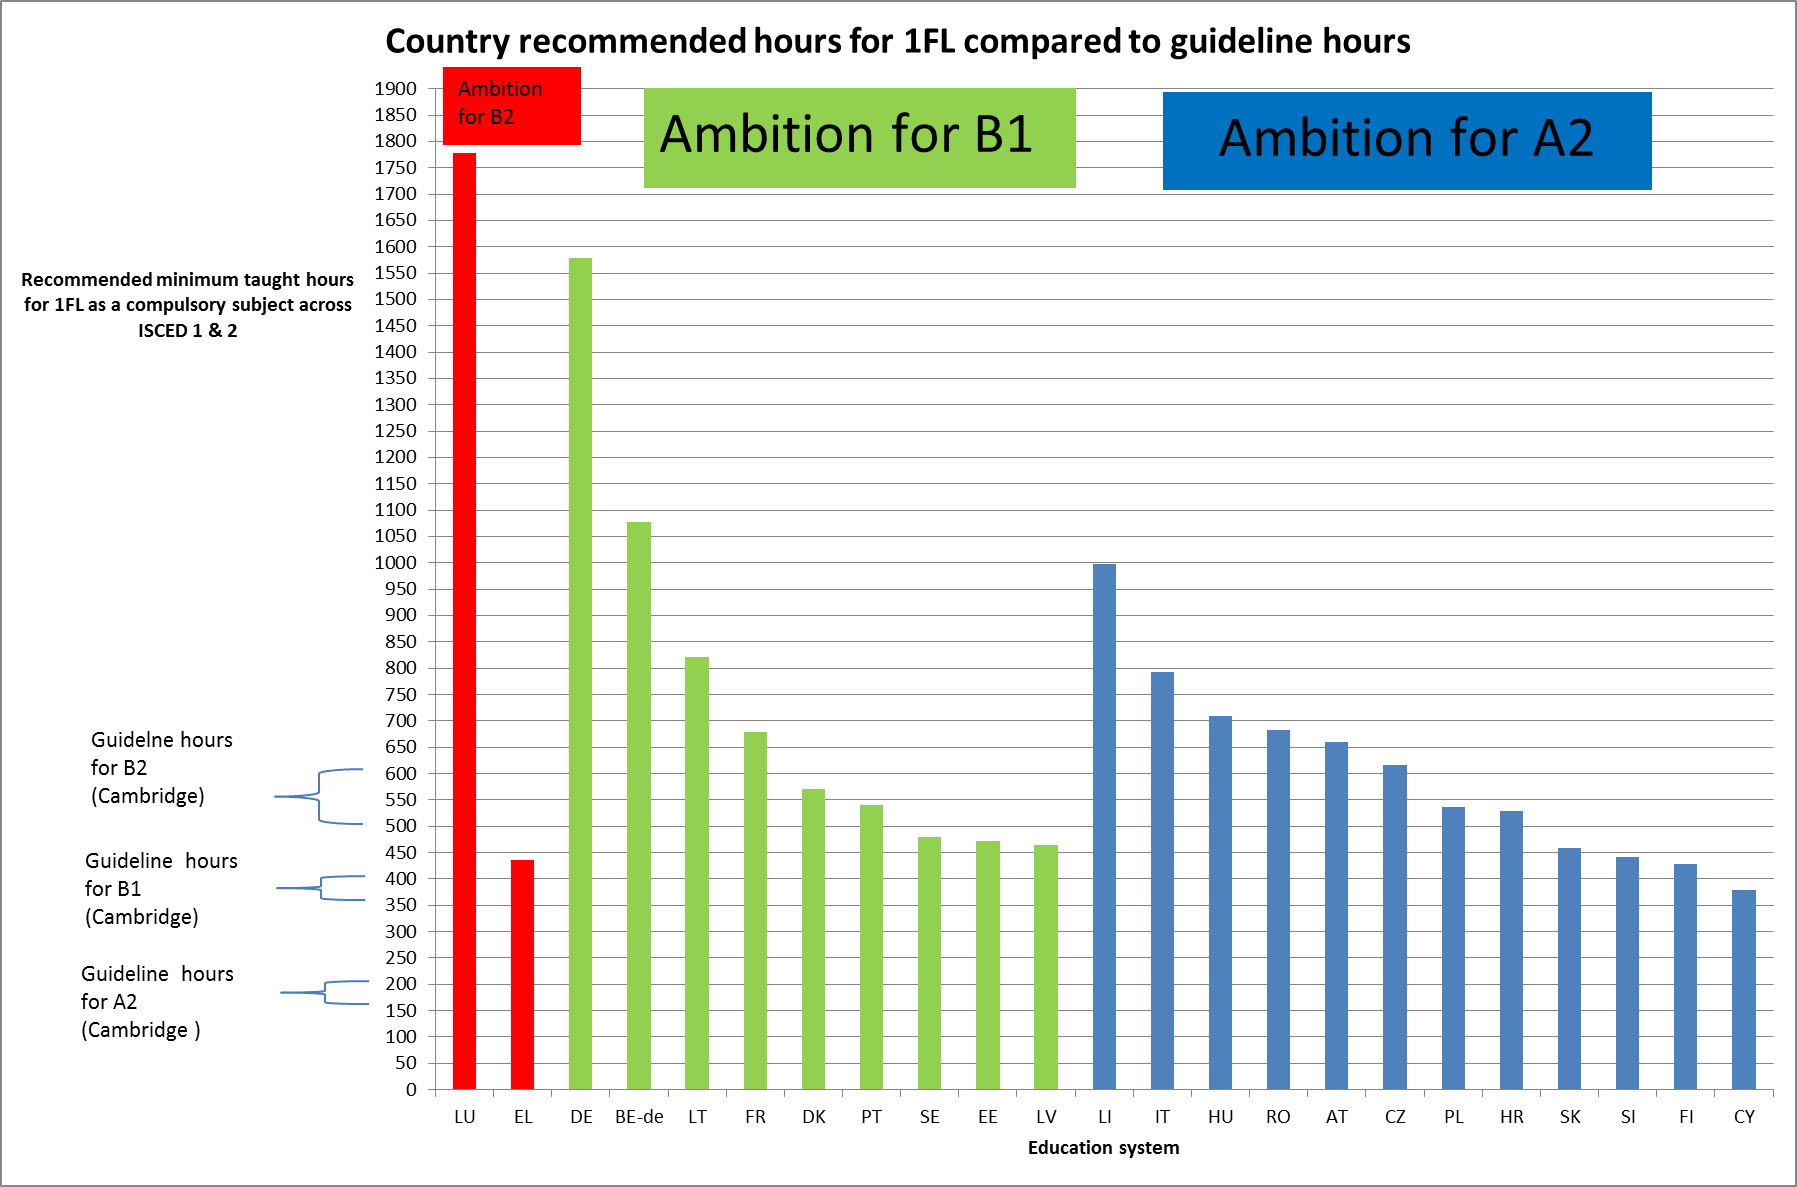 Country recommended hours for 1FL compared to guideline hours
Ambition
for B2
Ambition for B1
Ambition for A2
Recommended minimum taught hours
for 1FL as a compulsory subject across
ISCED 1 & 2
Guidelne hours
for B2
(Cambridge)
Guideline hours
for B1
(Cambridge)
Guideline hours
for A2
(Cambridge )
1900
1850
1800
1750
1700
1650
1600
1550
1500
1450
1400
1350
1300
1250
1200
1150
1100
1050
1000
950
900
850
800
750
700
650
600
550
500
450
400
350
300
250
200
150
100
50
0
LU EL DE BE-de LT FR DK PT SE EE LV LI IT HU RO AT CZ PL HR SK SI FI CY
Education system